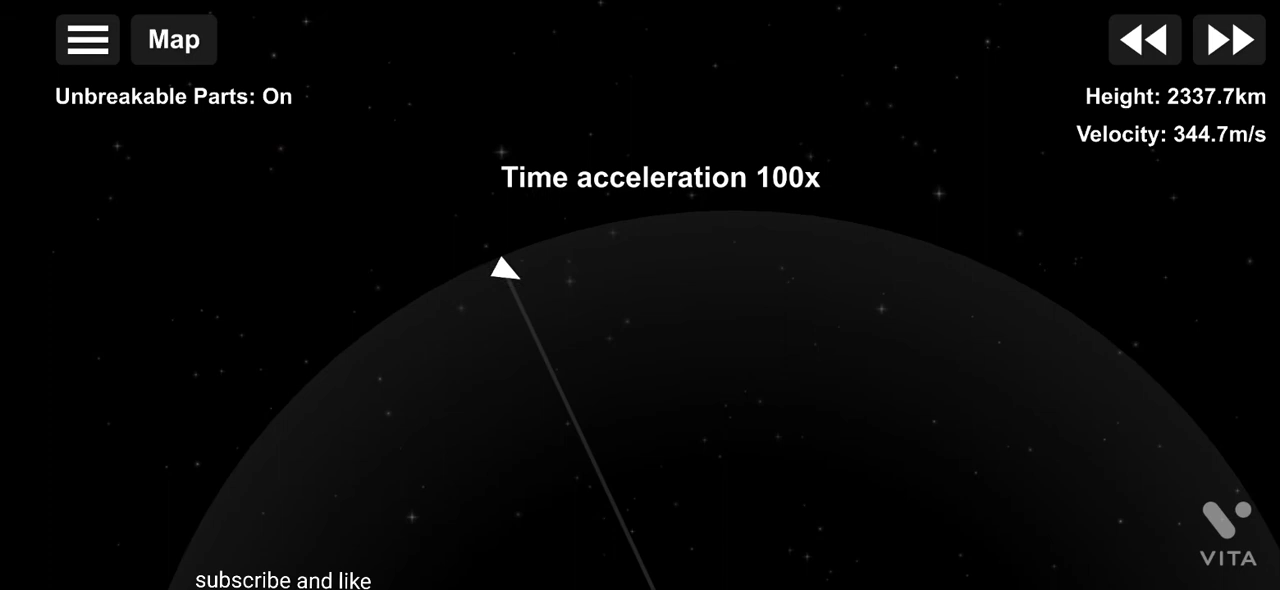 Map
Unbreakable Parts: On
Height: 2337.7km
Velocity: 344.7m/s
Time acceleration 100x
VITA
subscribe and like